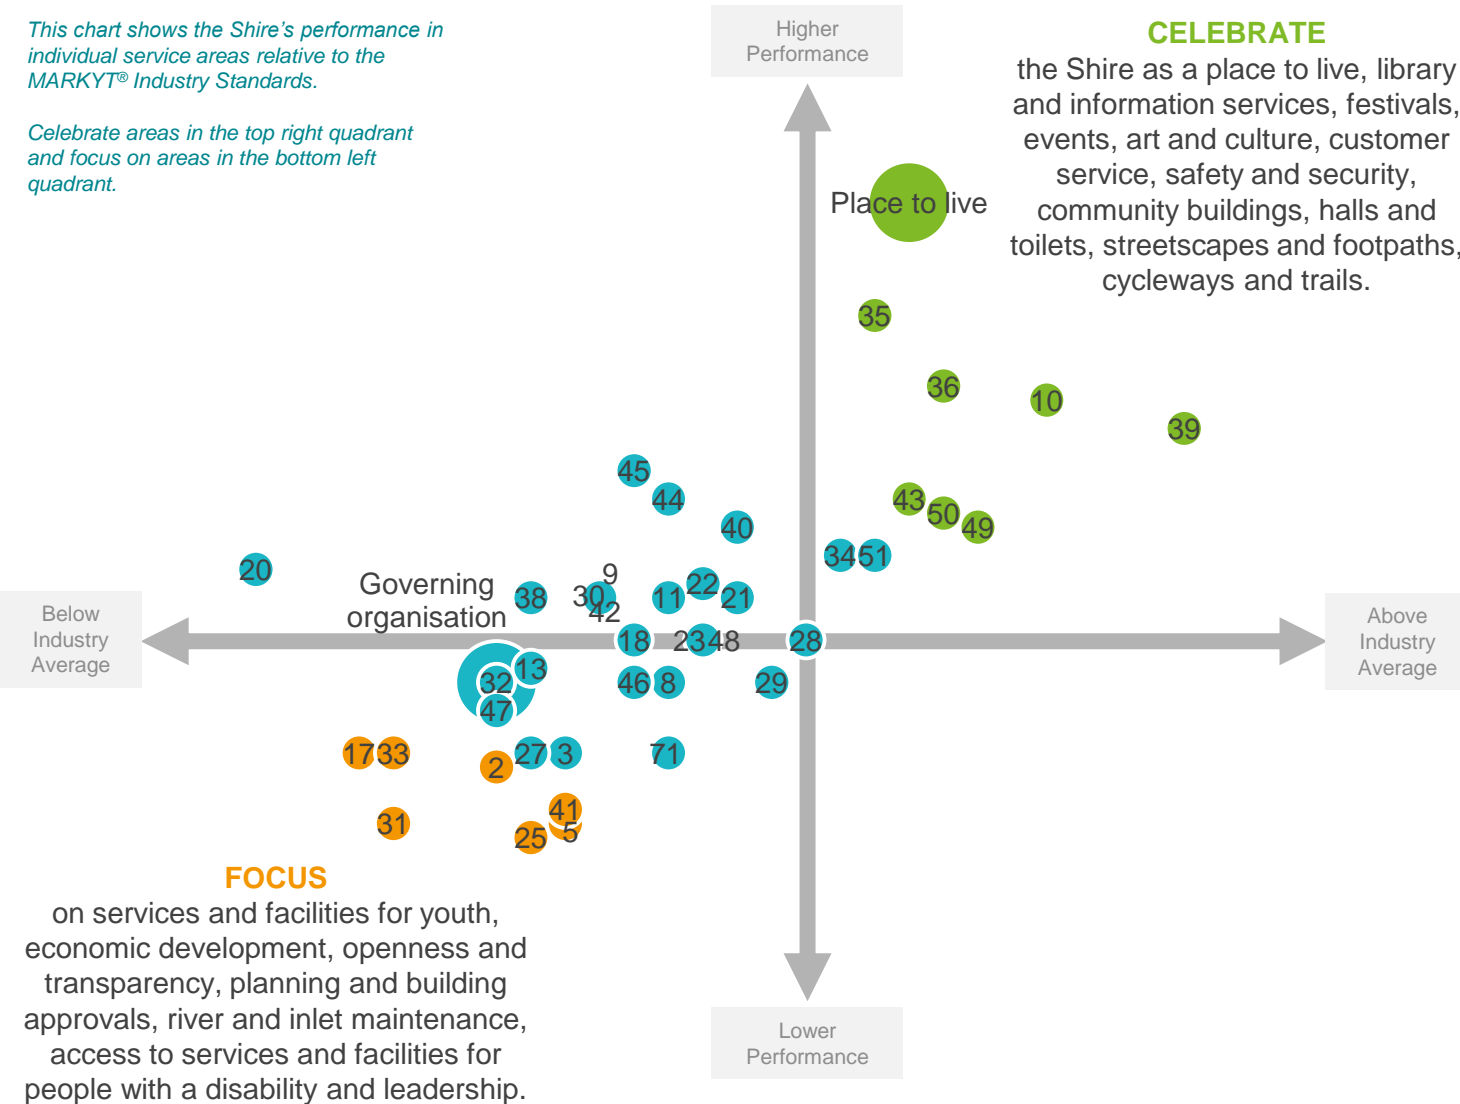 This chart shows the Shire's performance in
individual service areas relative to the
MARKYT® Industry Standards.
Celebrate areas in the top right quadrant
and focus on areas in the bottom left
quadrant.
Higher
Performance
CELEBRATE
the Shire as a place to live, library
and information services, festivals,
events, art and culture, customer
service, safety and security,
community buildings, halls and
toilets, streetscapes and footpaths,
cycleways and trails.
Place to live
35
36
10
39
45
44
40
43
50
49
34
51
20
Governing
organisation
38
9
30
42
11
22
21
Below
Industry
Average
18
23
48
28
Above
Industry
Average
13
32
46
8
29
47
17
33
2
27
3
71
31
41
5
25
FOCUS
on services and facilities for youth,
economic development, openness and
transparency, planning and building
approvals, river and inlet maintenance,
access to services and facilities for
people with a disability and leadership.
Lower
Performance